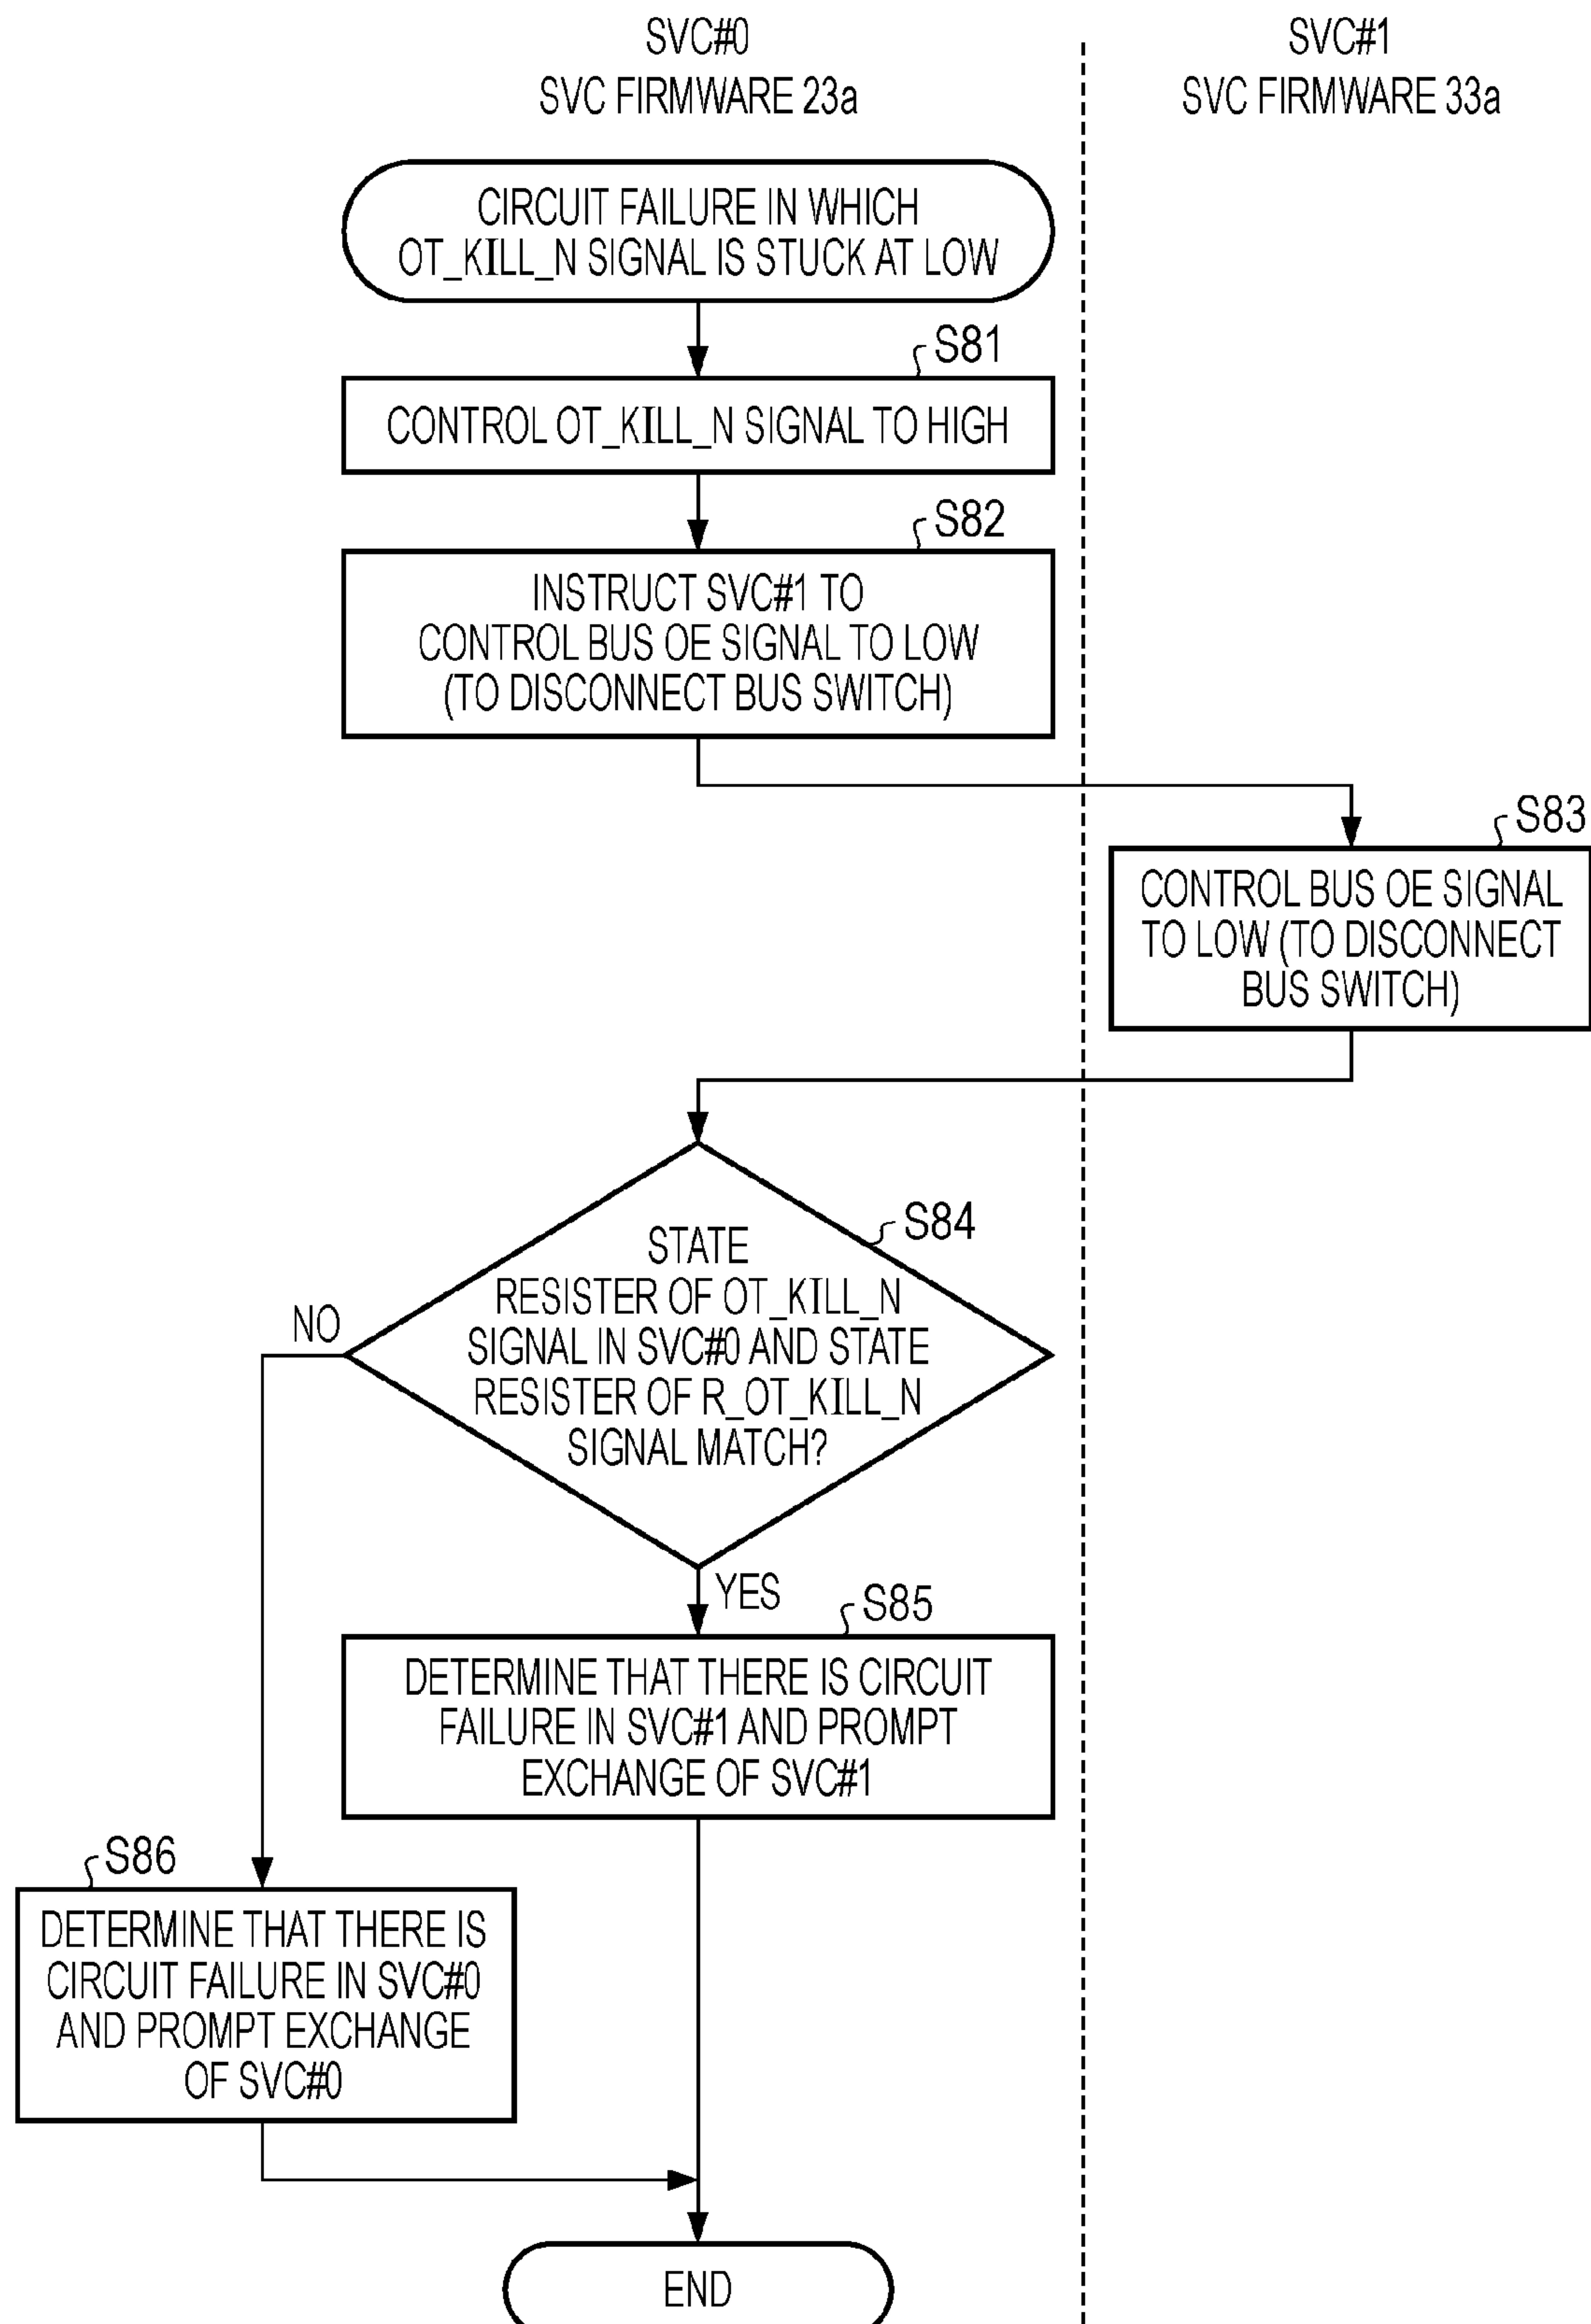 SVC#0
SVC FIRMWARE 23a
SVC#1
SVC FIRMWARE 33a
CIRCUIT FAILURE IN WHICH
OT_KILL_N SIGNAL IS STUCK AT LOW
S81
CONTROL OT_KILL_N SIGNAL TO HIGH
S82
INSTRUCT SVC#1 TO
CONTROL BUS OE SIGNAL TO LOW
(TO DISCONNECT BUS SWITCH)
S83
CONTROL BUS OE SIGNAL
TO LOW (TO DISCONNECT
BUS SWITCH)
S84
STATE
RESISTER OF OT_KILL_N
SIGNAL IN SVC#0 AND STATE
RESISTER OF R_OT_KILL_N
SIGNAL MATCH?
NO
YES
S85
DETERMINE THAT THERE IS CIRCUIT
FAILURE IN SVC#1 AND PROMPT
EXCHANGE OF SVC#1
S86
DETERMINE THAT THERE IS
CIRCUIT FAILURE IN SVC#0
AND PROMPT EXCHANGE
OF SVC#0
END